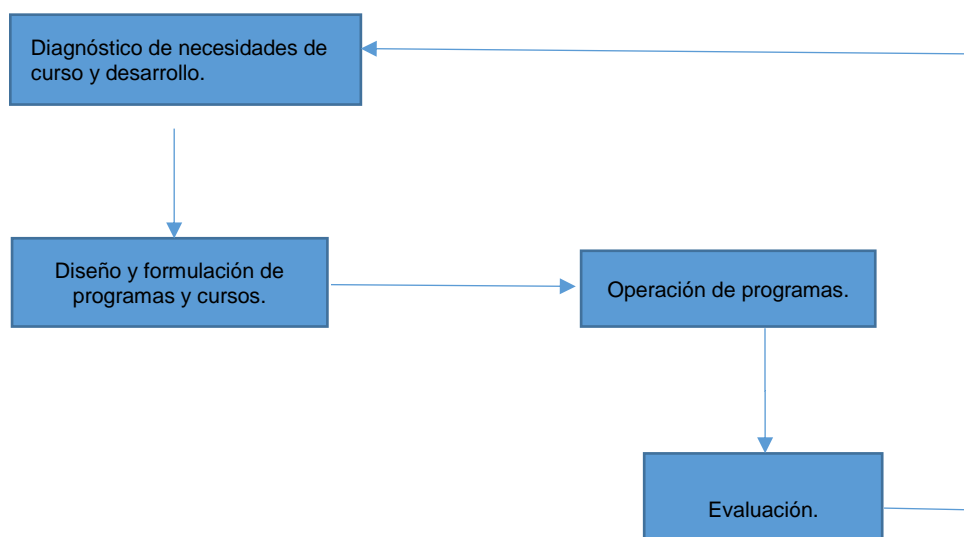 Diagnóstico de necesidades de
curso y desarrollo.
Diseño y formulación de
programas y cursos.
Operación de programas.
Evaluación.